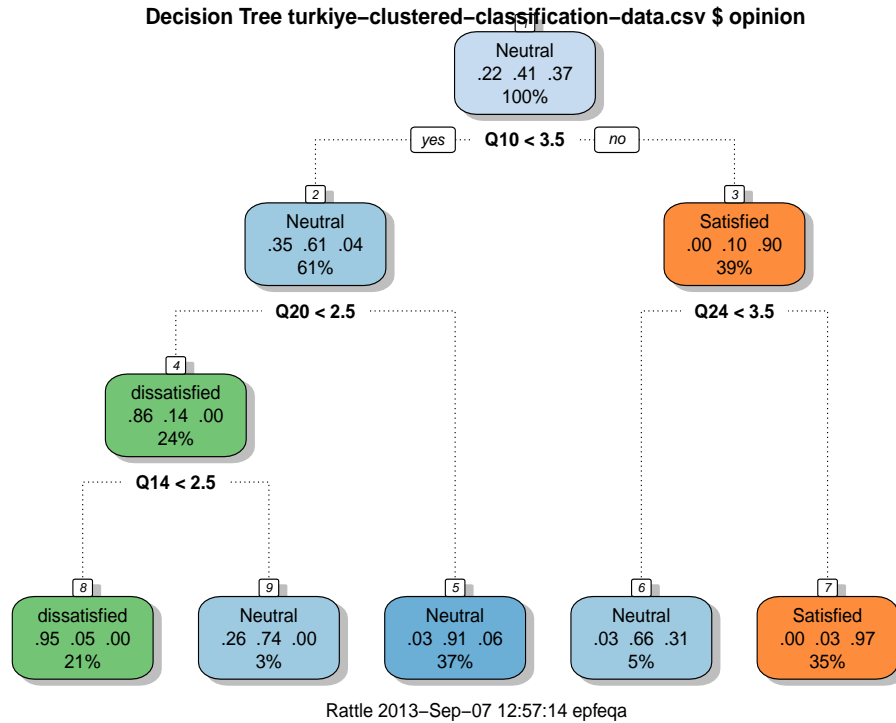 Decision Tree turkiye−clustered−classification−data.csv $ opinion
1
Neutral
.22 .41 .37
100%
yes Q10 < 3.5 no
2
Neutral
.35 .61 .04
61%
3
Satisfied
.00 .10 .90
39%
Q20 < 2.5
Q24 < 3.5
4
dissatisfied
.86 .14 .00
24%
Q14 < 2.5
8
dissatisfied
.95 .05 .00
21%
9
Neutral
.26 .74 .00
3%
5
Neutral
.03 .91 .06
37%
6
Neutral
.03 .66 .31
5%
7
Satisfied
.00 .03 .97
35%
Rattle 2013−Sep−07 12:57:14 epfeqa